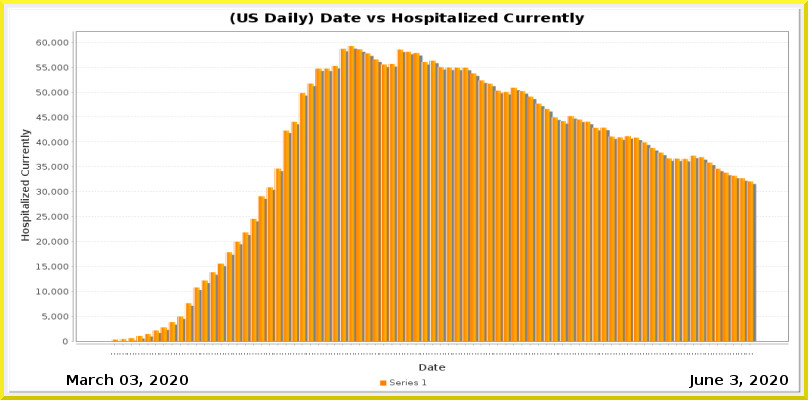 (US Daily) Date vs Hospitalized Currently
60,000
55,000
50,000
45,000
40,000
35,000
30,000
25,000
20,000
15,000
10,000
5,000
0
Hospitalized Currently
Date
March 03, 2020
Series 1
June 3, 2020